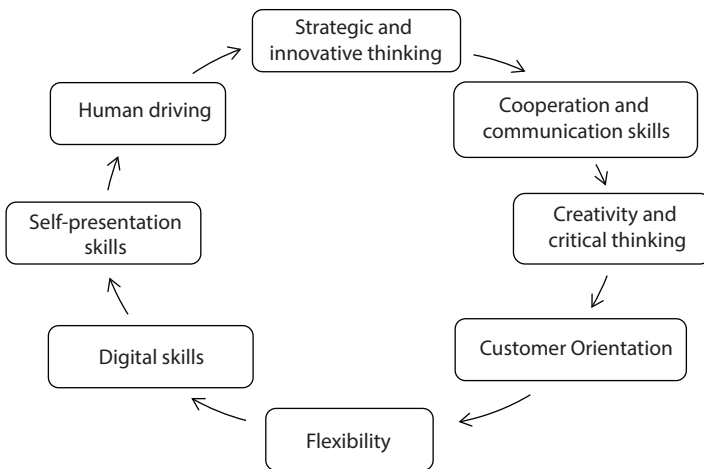 Strategic and
innovative thinking
Cooperation and
communication skills
Creativity and
critical thinking
Customer Orientation
Flexibility
Digital skills
Self-presentation
skills
Human driving